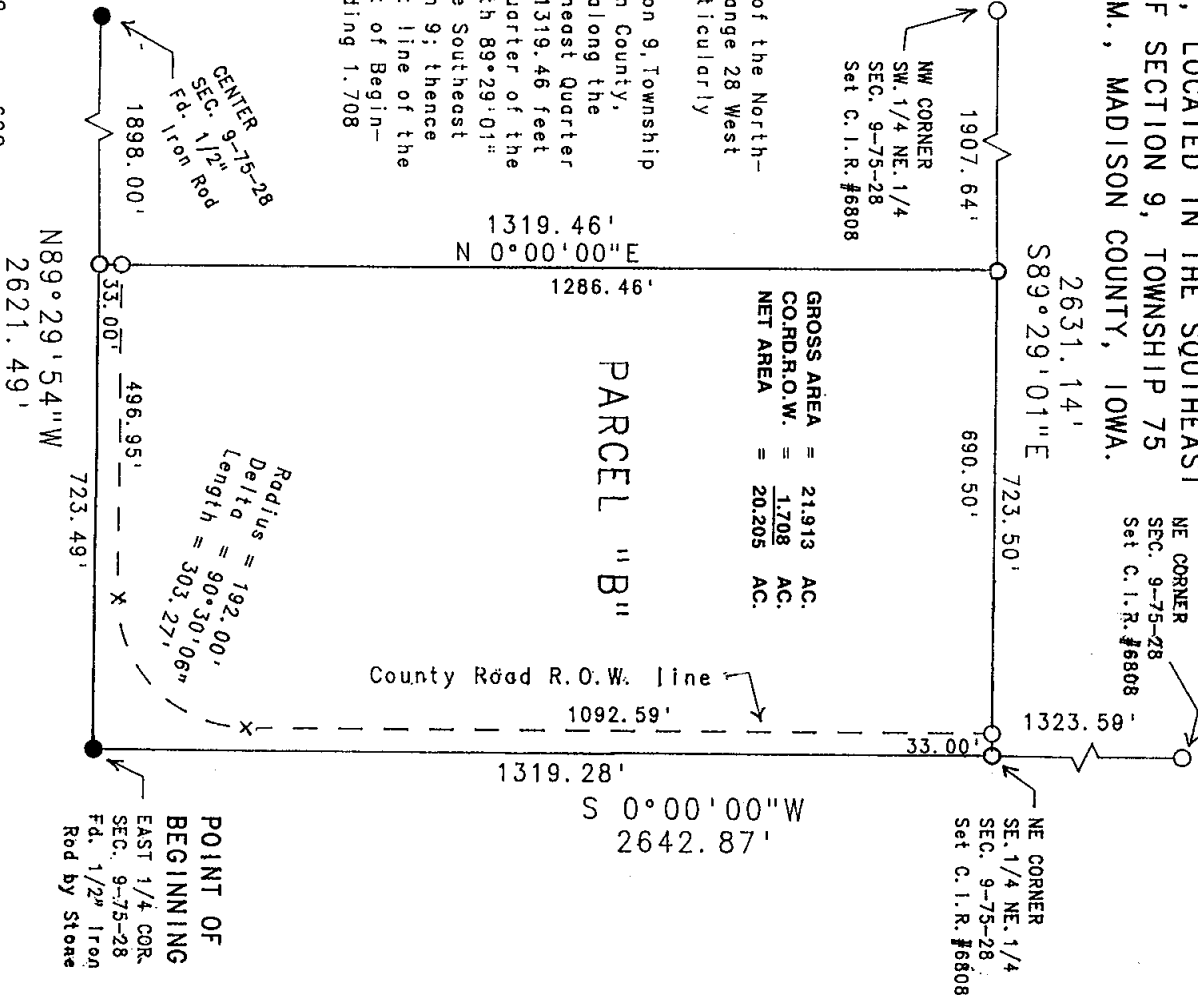 , LOCATED IN THE SOUTHEAST
F SECTION 9, TOWNSHIP 75
M., MADISON COUNTY, IOWA.
of the North-
ange 28 West
ticularly
on 9, Township
n County,
along the
heast Quarter
1319.46 feet
uarter of the
th 89°29'01"
e Southeast
n 9; thence
t line of the
t of Begin-
ding 1.708
NW CORNER
SW.1/4 NE.1/4
SEC. 9-75-28
Set C.I.R. #6808
1907.64'
2631.14'
S89°29'01"E
690.50'
723.50'
NE CORNER
SEC. 9-75-28
Set C.I.R. #6808
1323.59'
NE CORNER
SE.1/4 NE.1/4
SEC. 9-75-28
Set C.I.R. #6808
33.00'
1319.46'
N 0°00'00"E
1286.46'
GROSS AREA = 21.913 AC.
CO.RD.R.O.W. = 1.708 AC.
NET AREA = 20.205 AC.
PARCEL "B"
County Road R.O.W. line
1092.59'
1319.28'
S 0°00'00"W
2642.87'
Radius = 192.00'
Delta = 90°30'06"
Length = 303.27'
CENTER
SEC. 9-75-28
Fd. 1/2"
Iron Rod
1898.00'
33.00'
496.95'
723.49'
N89°29'54"W
2621.49'
POINT OF
BEGINNING
EAST 1/4 COR.
SEC. 9-75-28
Fd. 1/2" Iron
Rod by Stone